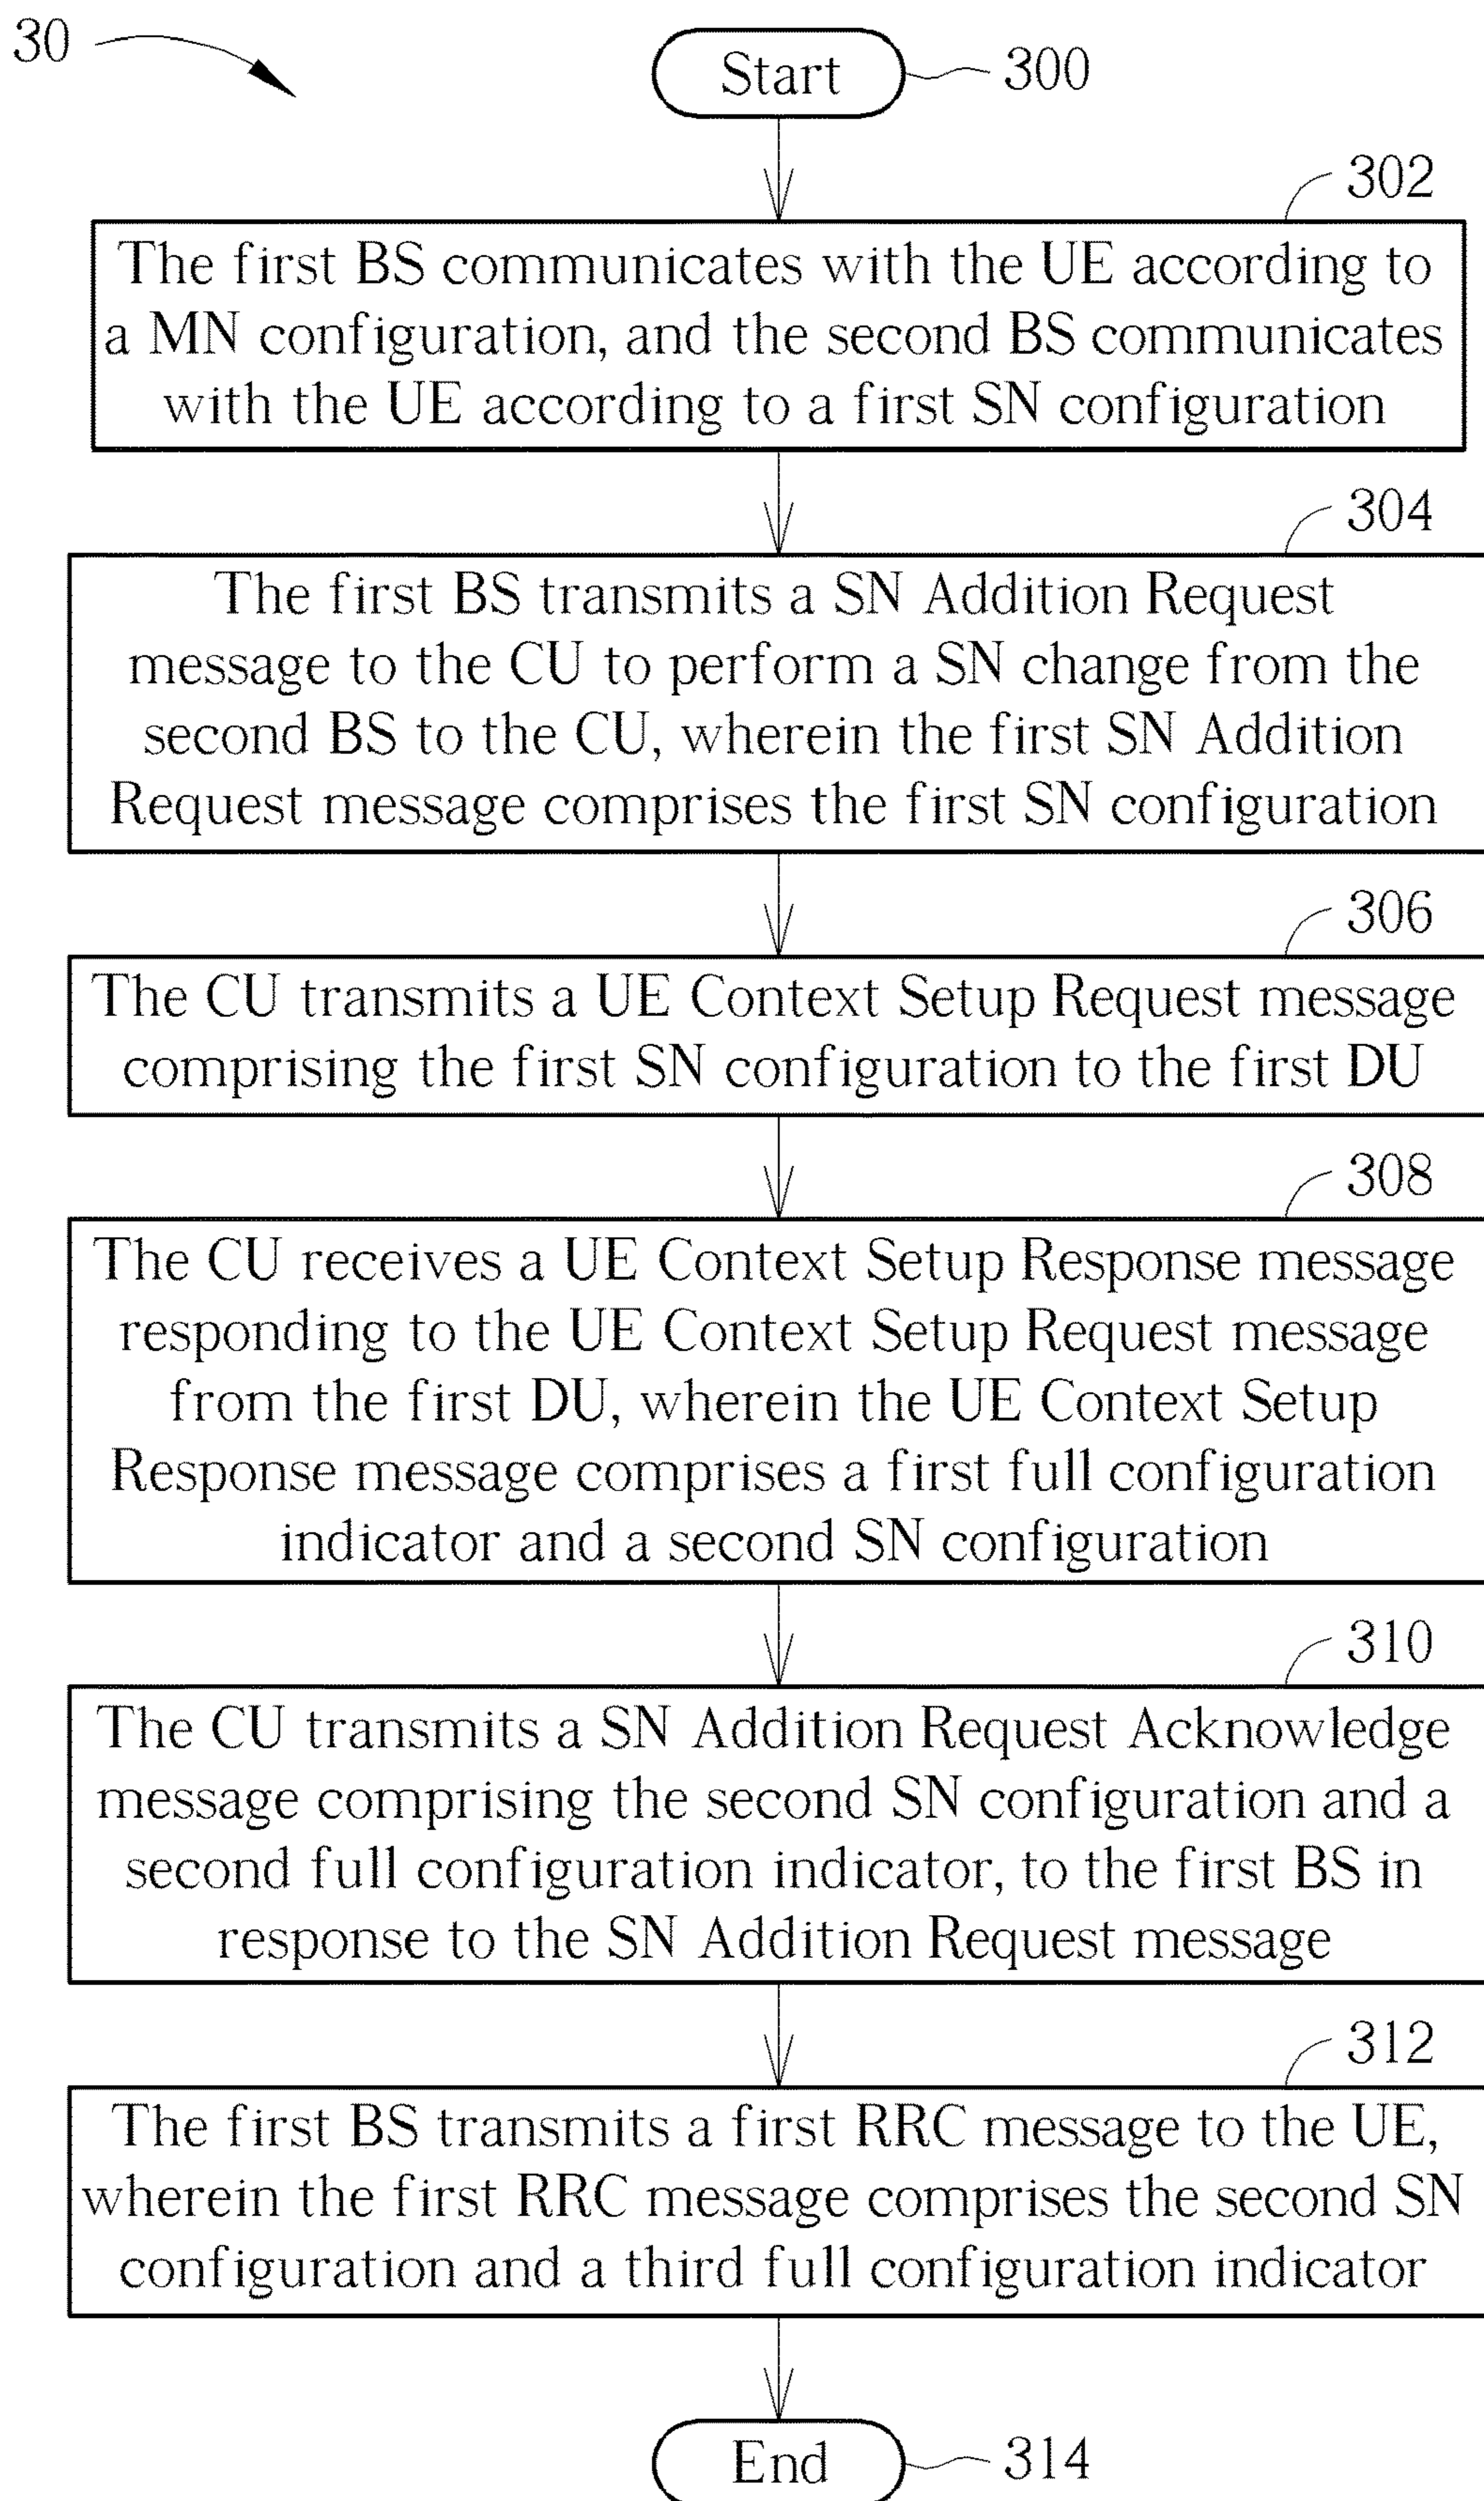 30
Start
300
302
The first BS communicates with the UE according to
a MN configuration, and the second BS communicates
with the UE according to a first SN configuration
304
The first BS transmits a SN Addition Request
message to the CU to perform a SN change from the
second BS to the CU, wherein the first SN Addition
Request message comprises the first SN configuration
306
The CU transmits a UE Context Setup Request message
comprising the first SN configuration to the first DU
308
The CU receives a UE Context Setup Response message
responding to the UE Context Setup Request message
from the first DU, wherein the UE Context Setup
Response message comprises a first full configuration
indicator and a second SN configuration
310
The CU transmits a SN Addition Request Acknowledge
message comprising the second SN configuration and a
second full configuration indicator, to the first BS in
response to the SN Addition Request message
312
The first BS transmits a first RRC message to the UE,
wherein the first RRC message comprises the second SN
configuration and a third full configuration indicator
End
314